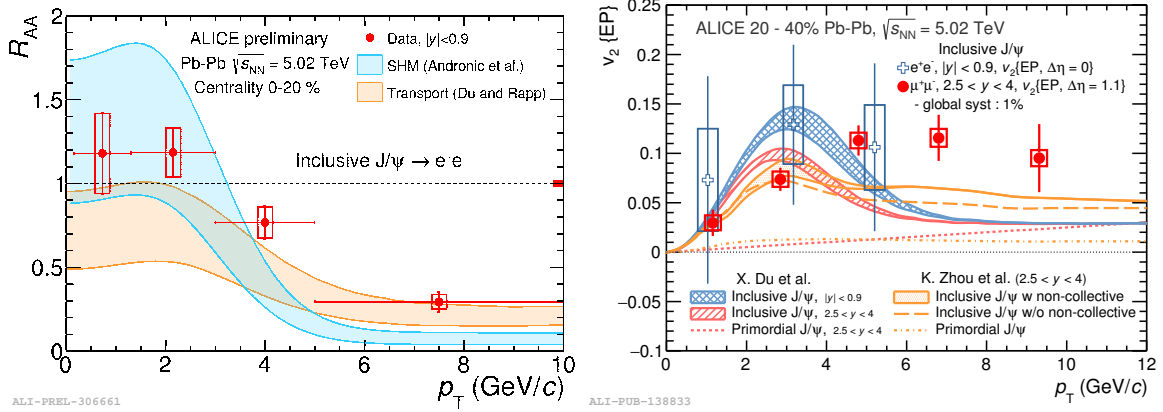 R_AA
ALICE preliminary
Pb-Pb √s_NN = 5.02 TeV
Centrality 0-20 %
Data, |y|<0.9
SHM (Andronic et al.)
Transport (Du and Rapp)
Inclusive J/ψ → e⁻e⁻
2
1.5
1
0.5
0
0 2 4 6 8 10
p_T (GeV/c)
ALI-PREL-306661
v₂ {EP}
ALICE 20 - 40% Pb-Pb, √s_NN = 5.02 TeV
Inclusive J/ψ
e⁺e⁻, |y| < 0.9, v₂{EP, Δη = 0}
μ⁺μ⁻, 2.5 < y < 4, v₂{EP, Δη = 1.1}
- global syst : 1%
0.25
0.2
0.15
0.1
0.05
0
−0.05
−0.1
X. Du et al.
Inclusive J/ψ, |y| < 0.9
Inclusive J/ψ, 2.5 < y < 4
Primordial J/ψ, 2.5 < y < 4
K. Zhou et al. (2.5 < y < 4)
Inclusive J/ψ w non-collective
Inclusive J/ψ w/o non-collective
Primordial J/ψ
0 2 4 6 8 10 12
p_T (GeV/c)
ALI-PUB-138833